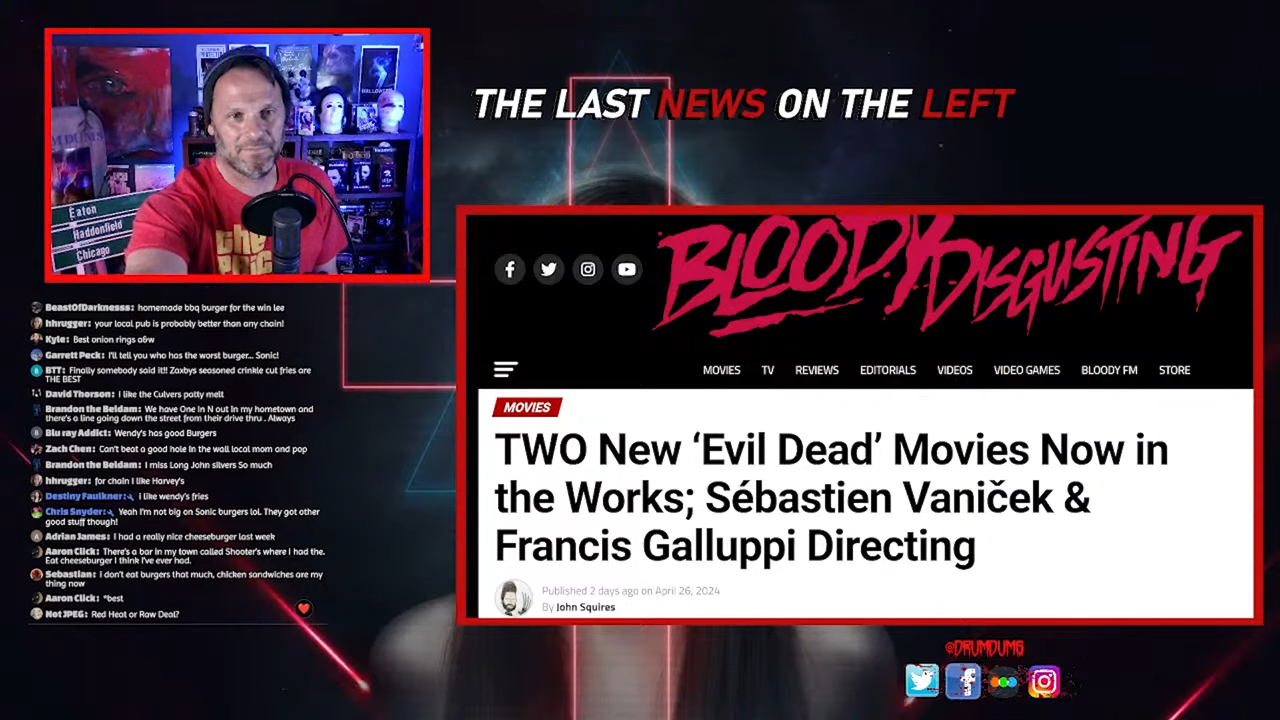 THE LAST NEWS ON THE LEFT
HALLOWEEN
Eaton
Haddonfield
Chicago
the
BeastOfDarknesss: homemade bbq burger for the win lee
hhrugger: your local pub is probably better than any chain!
Kyle: Best onion rings a&w
Garrett Peck: I'll tell you who has the worst burger... Sonic!
BTT: Finally somebody said it!! Zaxbys seasoned crinkle cut fries are
THE BEST
David Thorson: I like the Culvers patty melt
Brandon the Beldam: We have One In N out in my hometown and
there's a line going down the street from their drive thru . Always
Blu ray Addict: Wendy's has good Burgers
Zach Chen: Can't beat a good hole in the wall local mom and pop
Brandon the Beldam: I miss Long John silvers So much
hhrugger: for chain I like Harvey's
Destiny Faulkner: i like wendy's fries
Chris Snyder: Yeah I'm not big on Sonic burgers lol. They got other
good stuff though!
Adrian James: I had a really nice cheeseburger last week
Aaron Click: There's a bar in my town called Shooter's where I had the.
Eat cheeseburger I think I've ever had.
Sebastian: I don't eat burgers that much, chicken sandwiches are my
thing now
Aaron Click: *best
Not JPEG: Red Heat or Raw Deal?
BLOODY DISGUSTING
MOVIES TV REVIEWS EDITORIALS VIDEOS VIDEO GAMES BLOODY FM STORE
MOVIES
TWO New ‘Evil Dead’ Movies Now in
the Works; Sébastien Vaniček &
Francis Galluppi Directing
Published 2 days ago on April 26, 2024
By John Squires
@DRUMDUMS